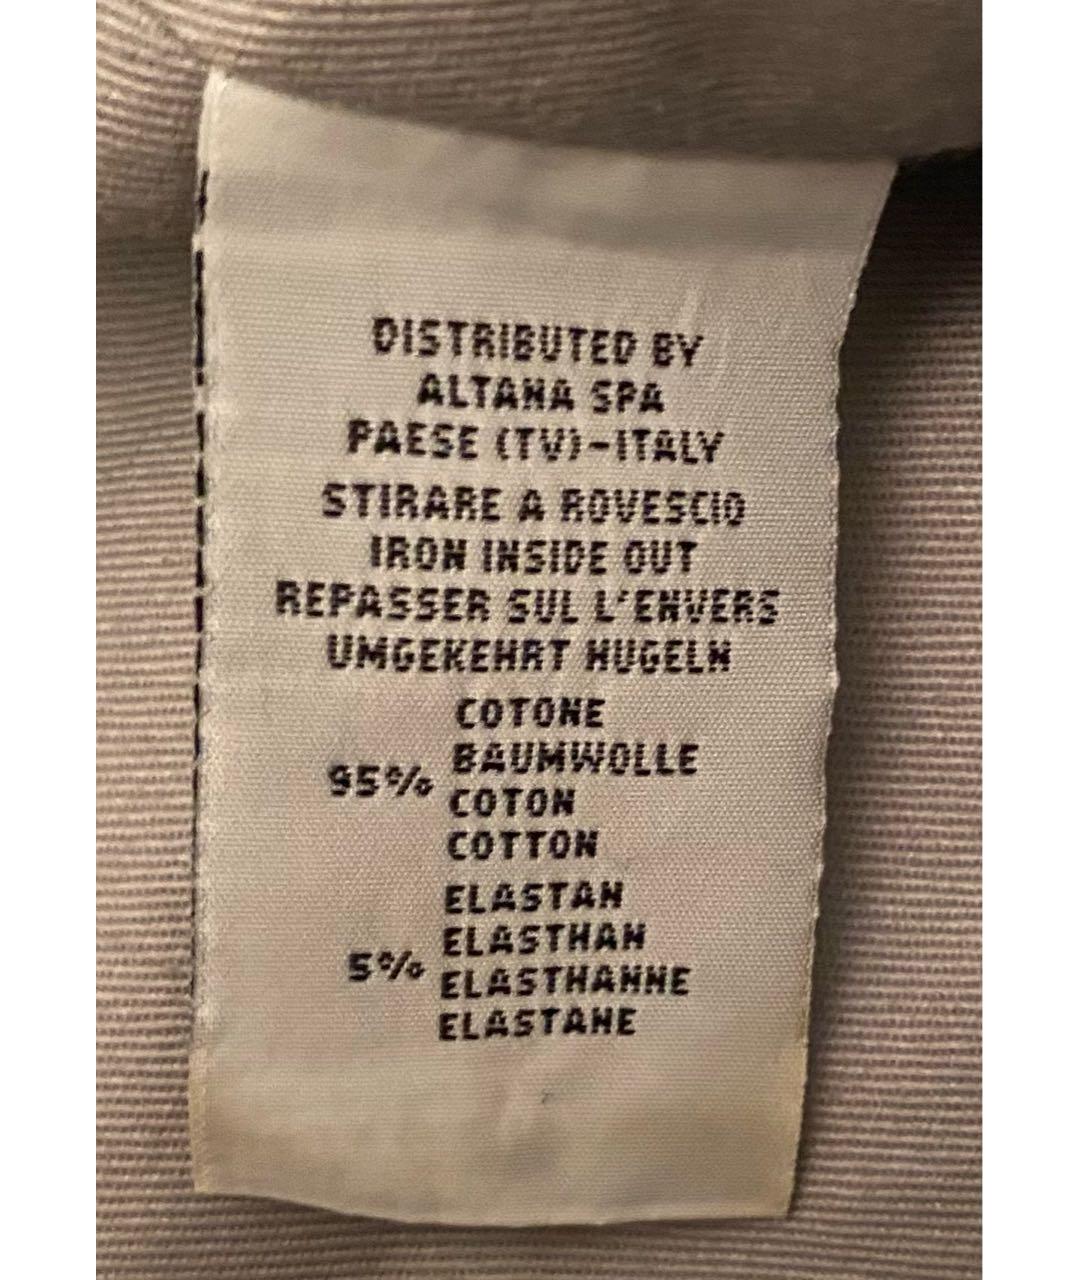 DISTRIBUTED BY
ALTANA SPA
PAESE (TV)-ITALY
STIRARE A ROVESCIO
IRON INSIDE OUT
REPASSER SUL L'ENVERS
UMGEKEHRT HUGELN
COTONE
BAUMWOLLE
95%
COTON
COTTON
ELASTAN
ELASTHAN
5%
ELASTHANNE
ELASTANE